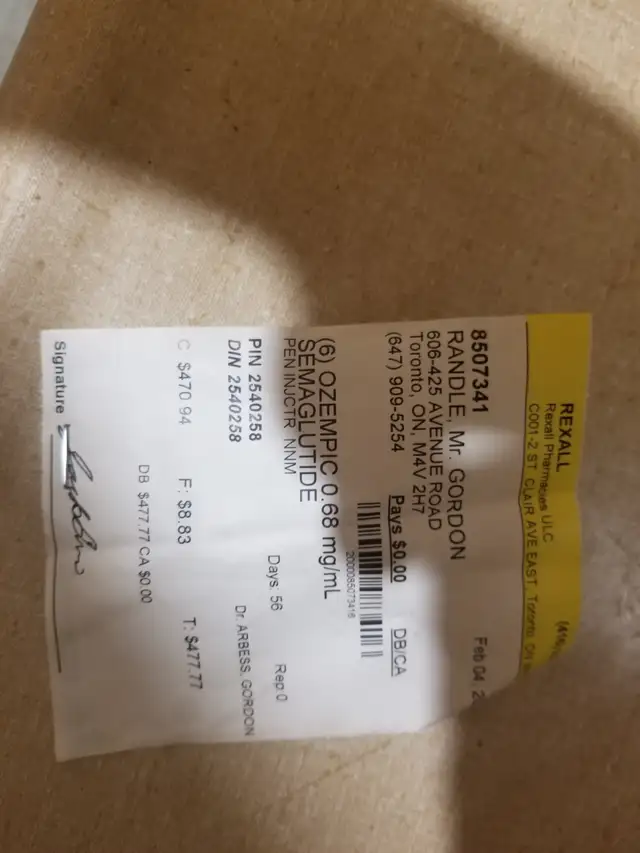 REXALL
Rexall Pharmacies ULC (416)
C001-2 ST. CLAIR AVE EAST, Toronto, ON
8507341 Feb 04
RANDLE, Mr. GORDON
606-425 AVENUE ROAD
Toronto, ON, M4V 2H7
(647) 909-5254 Pays $0.00 DB/CA
2000085073416
(6) OZEMPIC 0.68 mg/mL
SEMAGLUTIDE
PEN INJCTR NNM Days: 56 Rep 0
PIN 2540258 Dr. ARBESS, GORDON
DIN 2540258
C $470.94 F: $8.83 T: $477.77
DB $477.77 CA $0.00
Signature